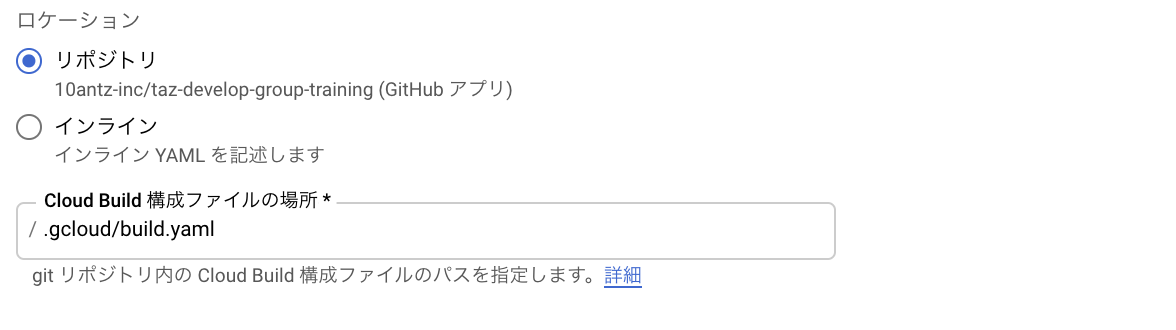 ロケーション
リポジトリ
10antz-inc/taz-develop-group-training (GitHub アプリ)
インライン
インライン YAML を記述します
Cloud Build 構成ファイルの場所 *
/ .gcloud/build.yaml
git リポジトリ内の Cloud Build 構成ファイルのパスを指定します。詳細